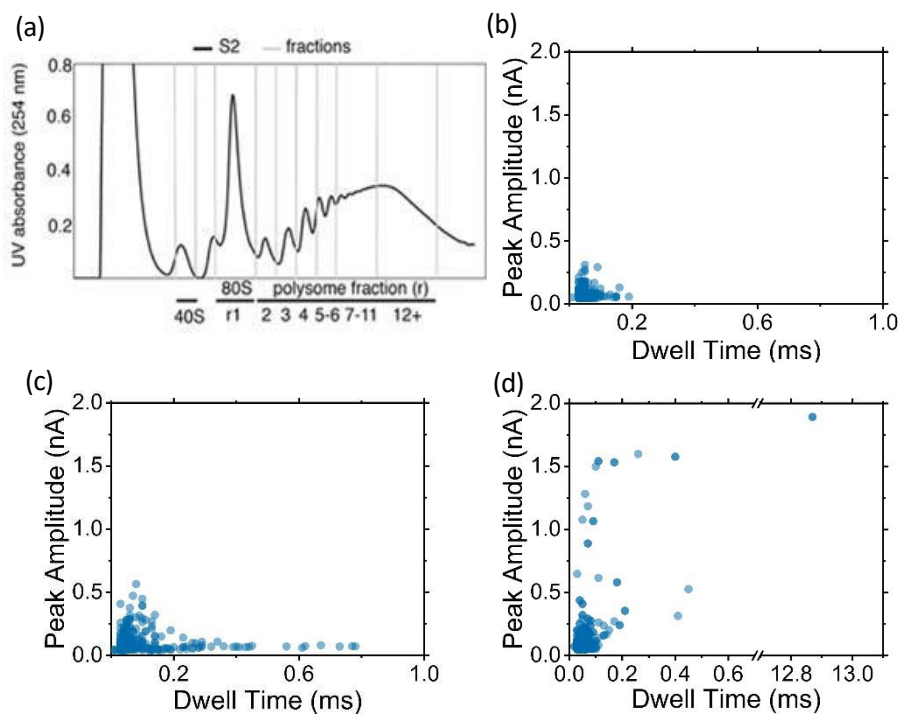 (a)
S2 fractions
UV absorbance (254 nm)
0.8
0.6
0.4
0.2
40S
80S
r1
polysome fraction (r)
2 3 4 5-6 7-11 12+
(b)
Peak Amplitude (nA)
2.0
1.5
1.0
0.5
0.0
0.2 0.6 1.0
Dwell Time (ms)
(c)
Peak Amplitude (nA)
2.0
1.5
1.0
0.5
0.0
0.2 0.6 1.0
Dwell Time (ms)
(d)
Peak Amplitude (nA)
2.0
1.5
1.0
0.5
0.0
0.0 0.2 0.4 0.6 12.8 13.0
Dwell Time (ms)